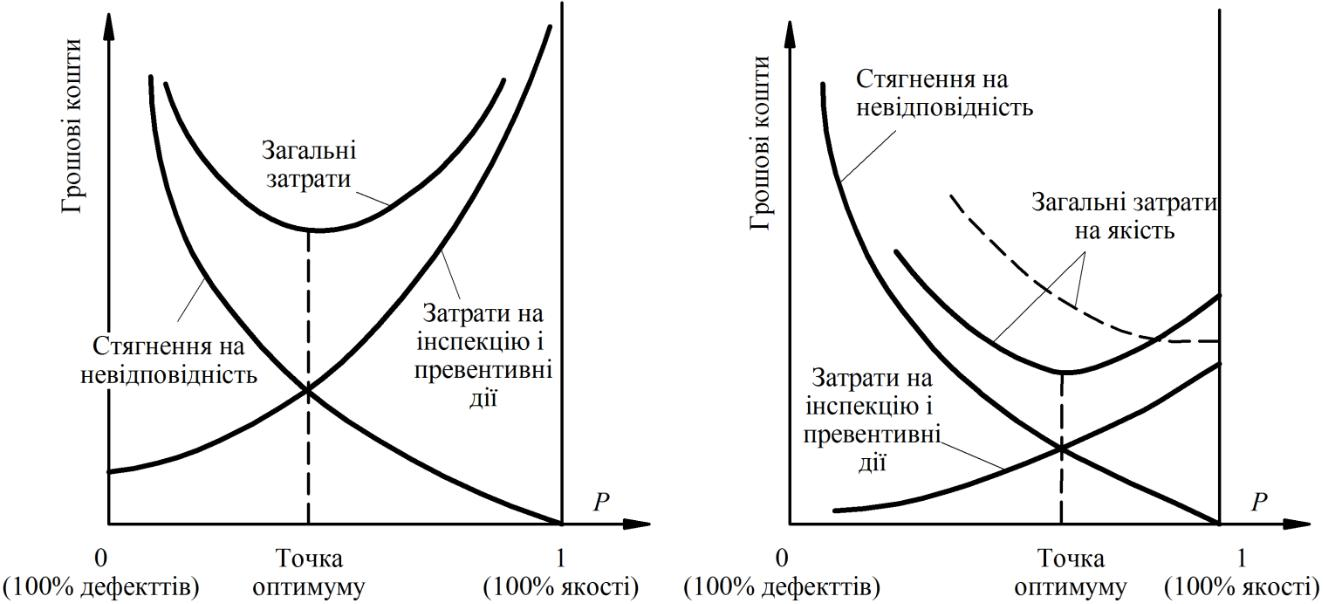 Грошові кошти
Загальні
затрати
Стягнення на
невідповідність
Затрати на
інспекцію і
превентивні
дії
P
0
(100% дефекттів)
Точка
оптимуму
1
(100% якості)
Грошові кошти
Стягнення на
невідповідність
Загальні затрати
на якість
Затрати на
інспекцію і
превентивні
дії
P
0
(100% дефекттів)
Точка
оптимуму
1
(100% якості)